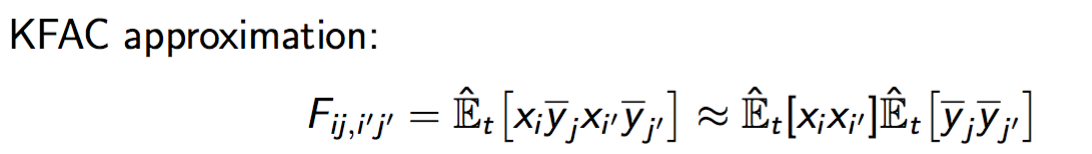 KFAC approximation:
F_{ij,i'j'} = Ê_t[x_i ȳ_j x_{i'} ȳ_{j'}] ≈ Ê_t[x_i x_{i'}] Ê_t[ȳ_j ȳ_{j'}]